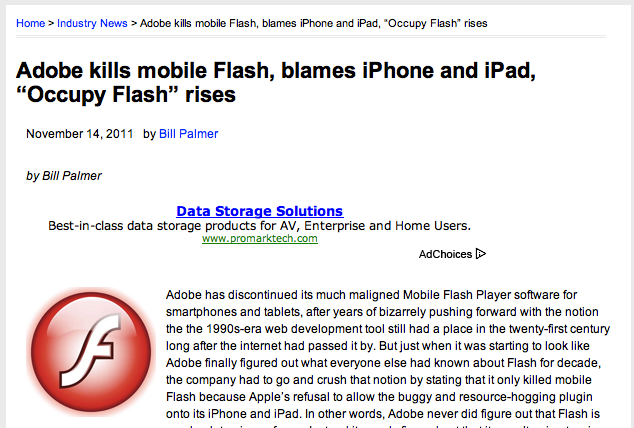 Home > Industry News > Adobe kills mobile Flash, blames iPhone and iPad, “Occupy Flash” rises
Adobe kills mobile Flash, blames iPhone and iPad,
“Occupy Flash” rises
November 14, 2011 by Bill Palmer
by Bill Palmer
Data Storage Solutions
Best-in-class data storage products for AV, Enterprise and Home Users.
www.promarktech.com
AdChoices
Adobe has discontinued its much maligned Mobile Flash Player software for
smartphones and tablets, after years of bizarrely pushing forward with the notion
the the 1990s-era web development tool still had a place in the twenty-first century
long after the internet had passed it by. But just when it was starting to look like
Adobe finally figured out what everyone else had known about Flash for decade,
the company had to go and crush that notion by stating that it only killed mobile
Flash because Apple’s refusal to allow the buggy and resource-hogging plugin
onto its iPhone and iPad. In other words, Adobe never did figure out that Flash is